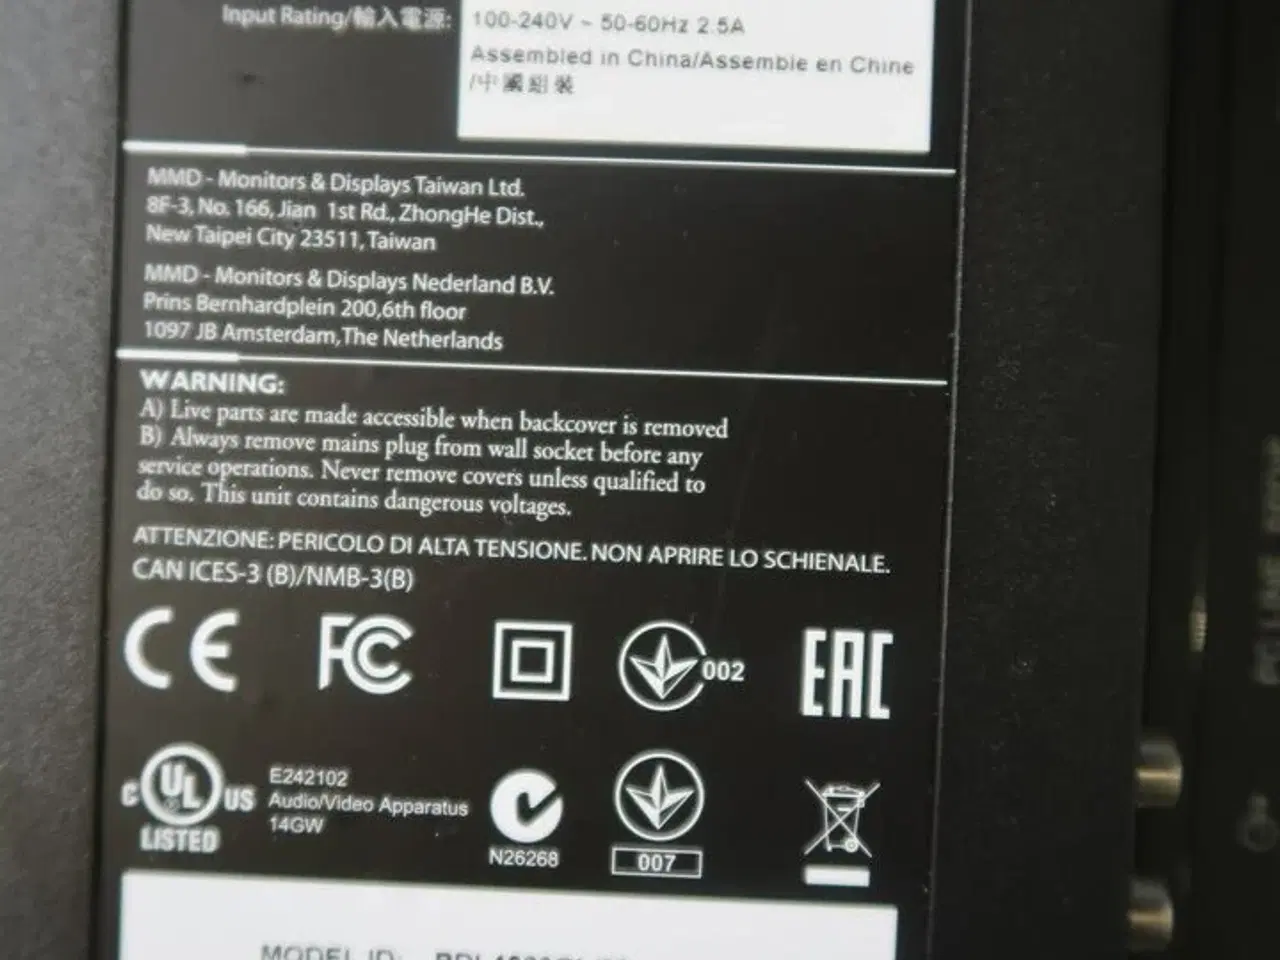 Input Rating/輸入電源:
100-240V ~ 50-60Hz 2.5A
Assembled in China/Assemblé en Chine
/中國組裝
MMD - Monitors & Displays Taiwan Ltd.
8F-3, No. 166, Jian 1st Rd., ZhongHe Dist.,
New Taipei City 23511, Taiwan
MMD - Monitors & Displays Nederland B.V.
Prins Bernhardplein 200,6th floor
1097 JB Amsterdam,The Netherlands
WARNING:
A) Live parts are made accessible when backcover is removed
B) Always remove mains plug from wall socket before any
service operations. Never remove covers unless qualified to
do so. This unit contains dangerous voltages.
ATTENZIONE: PERICOLO DI ALTA TENSIONE. NON APRIRE LO SCHIENALE.
CAN ICES-3 (B)/NMB-3(B)
CE
FC
002
EAC
C UL US
LISTED
E242102
Audio/Video Apparatus
14GW
N26268
007
MODEL ID: